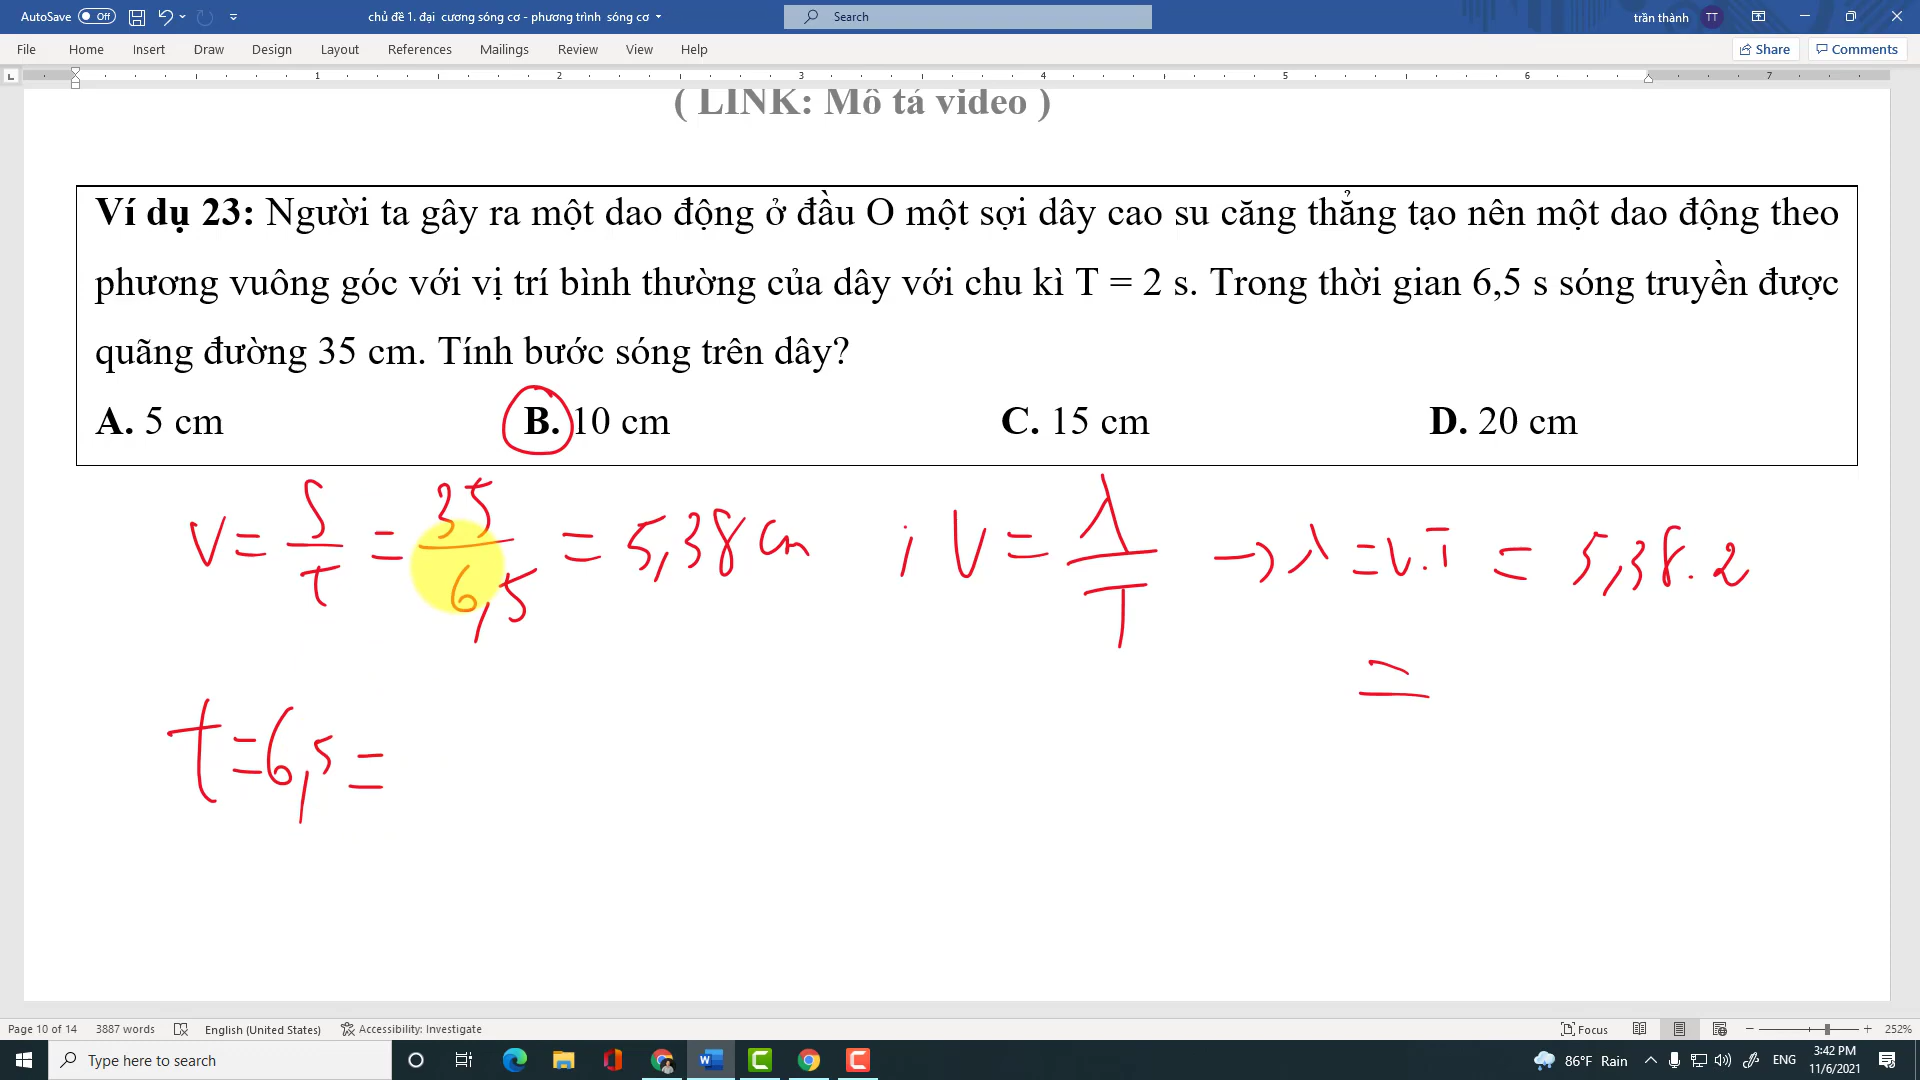 AutoSave Off chủ đề 1. đại cương sóng cơ - phương trình sóng cơ Search trần thành TT
File Home Insert Draw Design Layout References Mailings Review View Help Share Comments
1 2 3 4 5 6 7
( LINK: Mô tả video )
Ví dụ 23: Người ta gây ra một dao động ở đầu O một sợi dây cao su căng thẳng tạo nên một dao động theo
phương vuông góc với vị trí bình thường của dây với chu kì T = 2 s. Trong thời gian 6,5 s sóng truyền được
quãng đường 35 cm. Tính bước sóng trên dây?
A. 5 cm B. 10 cm C. 15 cm D. 20 cm
v = S/t = 35/6,5 = 5,38 cm ; v = λ/T → λ = v.T = 5,38.2
=
t = 6,5 =
Page 10 of 14 3887 words English (United States) Accessibility: Investigate Focus 252%
Type here to search 86°F Rain ENG 3:42 PM
11/6/2021